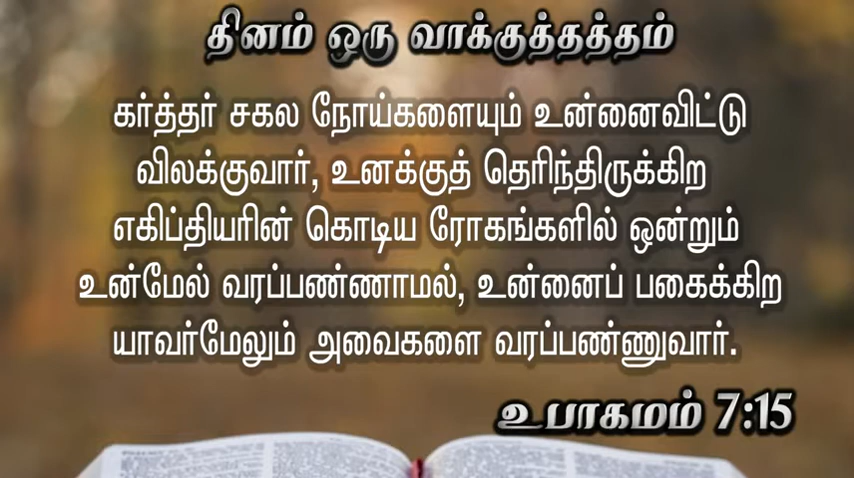 தினம் ஒரு வாக்குத்தத்தம்
கர்த்தர் சகல நோய்களையும் உன்னைவிட்டு
விலக்குவார், உனக்குத் தெரிந்திருக்கிற
எகிப்தியரின் கொடிய ரோகங்களில் ஒன்றும்
உன்மேல் வரப்பண்ணாமல், உன்னைப் பகைக்கிற
யாவர்மேலும் அவைகளை வரப்பண்ணுவார்.
உபாகமம் 7:15